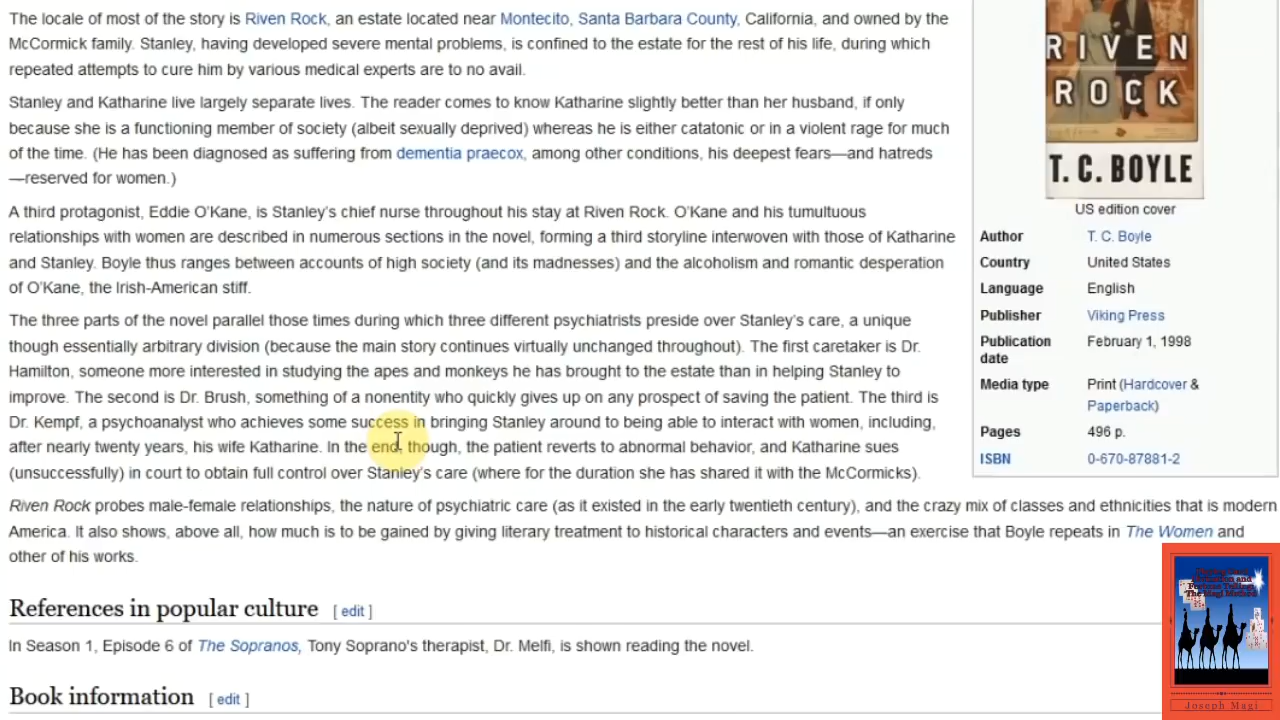 The locale of most of the story is Riven Rock, an estate located near Montecito, Santa Barbara County, California, and owned by the
McCormick family. Stanley, having developed severe mental problems, is confined to the estate for the rest of his life, during which
repeated attempts to cure him by various medical experts are to no avail.
Stanley and Katharine live largely separate lives. The reader comes to know Katharine slightly better than her husband, if only
because she is a functioning member of society (albeit sexually deprived) whereas he is either catatonic or in a violent rage for much
of the time. (He has been diagnosed as suffering from dementia praecox, among other conditions, his deepest fears—and hatreds
—reserved for women.)
A third protagonist, Eddie O'Kane, is Stanley's chief nurse throughout his stay at Riven Rock. O'Kane and his tumultuous
relationships with women are described in numerous sections in the novel, forming a third storyline interwoven with those of Katharine
and Stanley. Boyle thus ranges between accounts of high society (and its madnesses) and the alcoholism and romantic desperation
of O'Kane, the Irish-American stiff.
The three parts of the novel parallel those times during which three different psychiatrists preside over Stanley's care, a unique
though essentially arbitrary division (because the main story continues virtually unchanged throughout). The first caretaker is Dr.
Hamilton, someone more interested in studying the apes and monkeys he has brought to the estate than in helping Stanley to
improve. The second is Dr. Brush, something of a nonentity who quickly gives up on any prospect of saving the patient. The third is
Dr. Kempf, a psychoanalyst who achieves some success in bringing Stanley around to being able to interact with women, including,
after nearly twenty years, his wife Katharine. In the end, though, the patient reverts to abnormal behavior, and Katharine sues
(unsuccessfully) in court to obtain full control over Stanley's care (where for the duration she has shared it with the McCormicks).
Riven Rock probes male-female relationships, the nature of psychiatric care (as it existed in the early twentieth century), and the crazy mix of classes and ethnicities that is modern
America. It also shows, above all, how much is to be gained by giving literary treatment to historical characters and events—an exercise that Boyle repeats in The Women and
other of his works.
References in popular culture [ edit ]
In Season 1, Episode 6 of The Sopranos, Tony Soprano's therapist, Dr. Melfi, is shown reading the novel.
Book information [ edit ]
RIVEN
ROCK
T. C. BOYLE
US edition cover
Author T. C. Boyle
Country United States
Language English
Publisher Viking Press
Publication February 1, 1998
date
Media type Print (Hardcover &
Paperback)
Pages 496 p.
ISBN 0-670-87881-2
The Magi Method
Joseph Magi